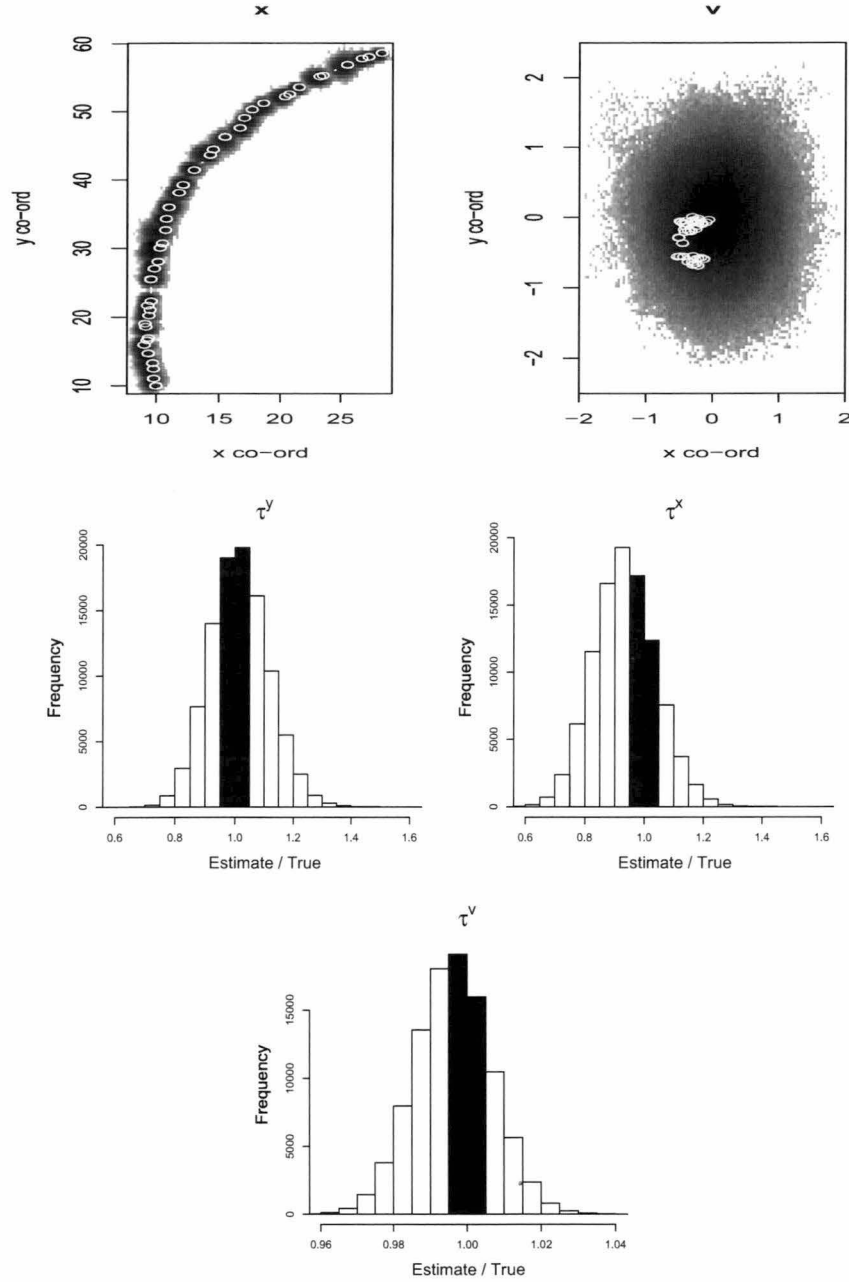 x
y co-ord
60
50
40
30
20
10
10 15 20 25
x co-ord
v
y co-ord
2
1
0
−1
−2
−2 −1 0 1 2
x co-ord
τ^y
Frequency
20000
15000
10000
5000
0
0.6 0.8 1.0 1.2 1.4 1.6
Estimate / True
τ^x
Frequency
20000
15000
10000
5000
0
0.6 0.8 1.0 1.2 1.4 1.6
Estimate / True
τ^v
Frequency
15000
10000
5000
0
0.96 0.98 1.00 1.02 1.04
Estimate / True